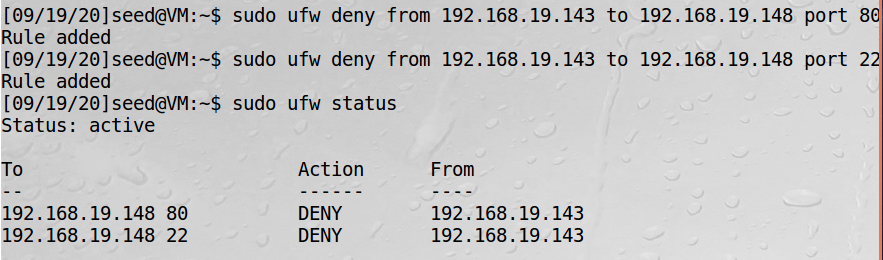 [09/19/20]seed@VM:~$ sudo ufw deny from 192.168.19.143 to 192.168.19.148 port 80
Rule added
[09/19/20]seed@VM:~$ sudo ufw deny from 192.168.19.143 to 192.168.19.148 port 22
Rule added
[09/19/20]seed@VM:~$ sudo ufw status
Status: active
To Action From
-- ------ ----
192.168.19.148 80 DENY 192.168.19.143
192.168.19.148 22 DENY 192.168.19.143